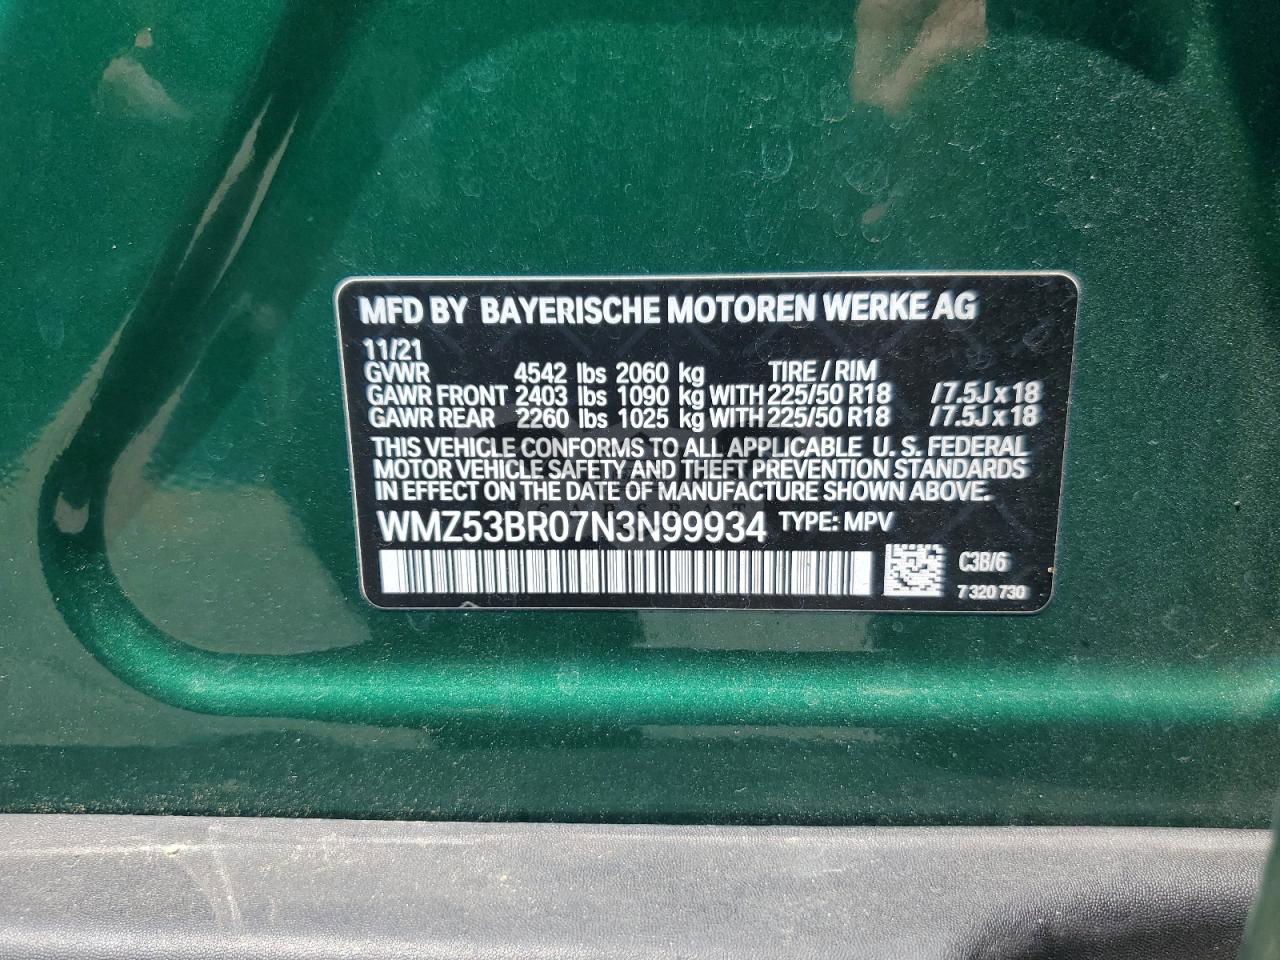 MFD BY BAYERISCHE MOTOREN WERKE AG
11/21
GVWR 4542 lbs 2060 kg TIRE / RIM
GAWR FRONT 2403 lbs 1090 kg WITH 225/50 R18 /7.5J x 18
GAWR REAR 2260 lbs 1025 kg WITH 225/50 R18 /7.5J x 18
THIS VEHICLE CONFORMS TO ALL APPLICABLE U. S. FEDERAL
MOTOR VEHICLE SAFETY AND THEFT PREVENTION STANDARDS
IN EFFECT ON THE DATE OF MANUFACTURE SHOWN ABOVE.
WMZ53BR07N3N99934 TYPE: MPV
C3B/6
7 320 730